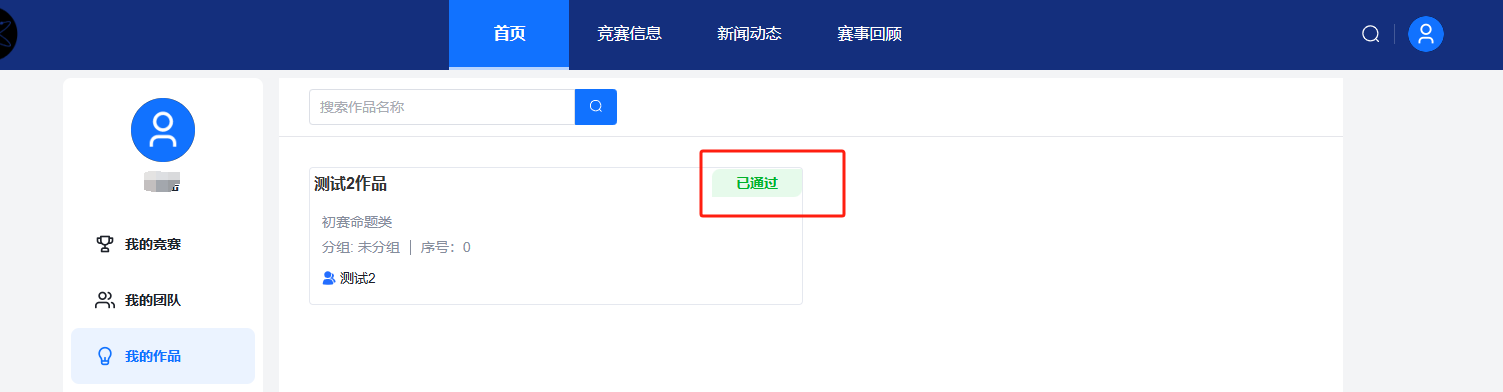 首页 竞赛信息 新闻动态 赛事回顾
搜索作品名称
测试2作品 已通过
初赛命题类
分组: 未分组 | 序号：0
测试2
我的竞赛
我的团队
我的作品